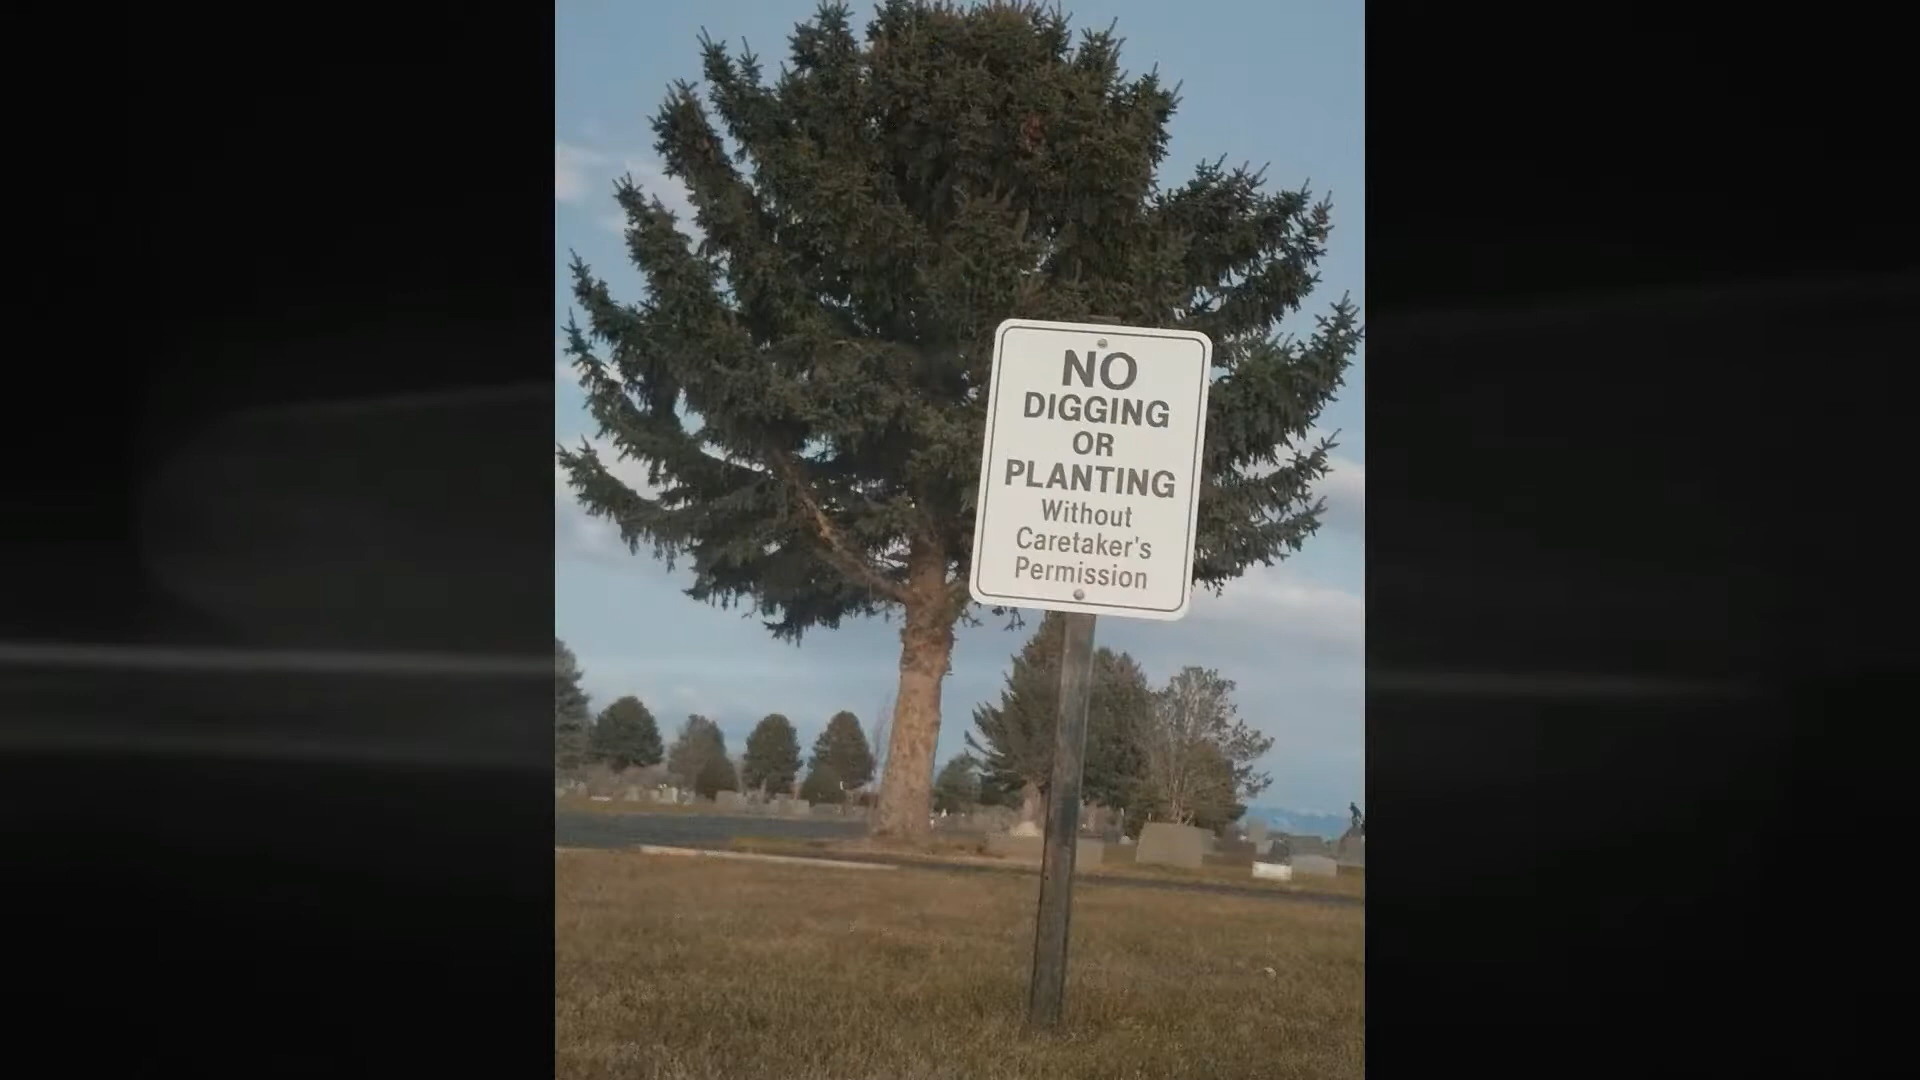 NO
DIGGING
OR
PLANTING
Without
Caretaker's
Permission